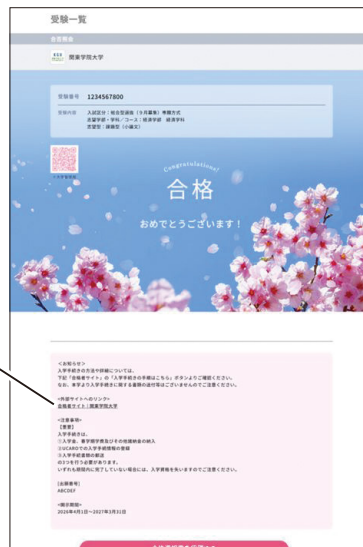 受験一覧
合否照会
関東学院大学
受験番号 1234567800
受験内容 入試区分：総合型選抜（9月募集）専願方式
志望学部・学科／コース：経済学部 経済学科
志望型：課題型（小論文）
Congratulations!
合格
おめでとうございます！
<お知らせ>
入学手続きの方法や詳細については、
下記「合格者サイト」の「入学手続きの手順はこちら」ボタンよりご確認ください。
なお、本学より入学手続きに関する書類の送付等はございませんのでご注意ください。
<外部サイトへのリンク>
合格者サイト｜関東学院大学
<注意事項>
【重要】
入学手続きは、
①入学金、春学期学費及びその他諸納金の納入
②UCAROでの入学手続情報の登録
③入学手続書類の郵送
の3つを行う必要があります。
いずれも期限内に完了していない場合には、入学資格を失いますのでご注意ください。
ABCDEF
2026年4月1日～2027年3月31日